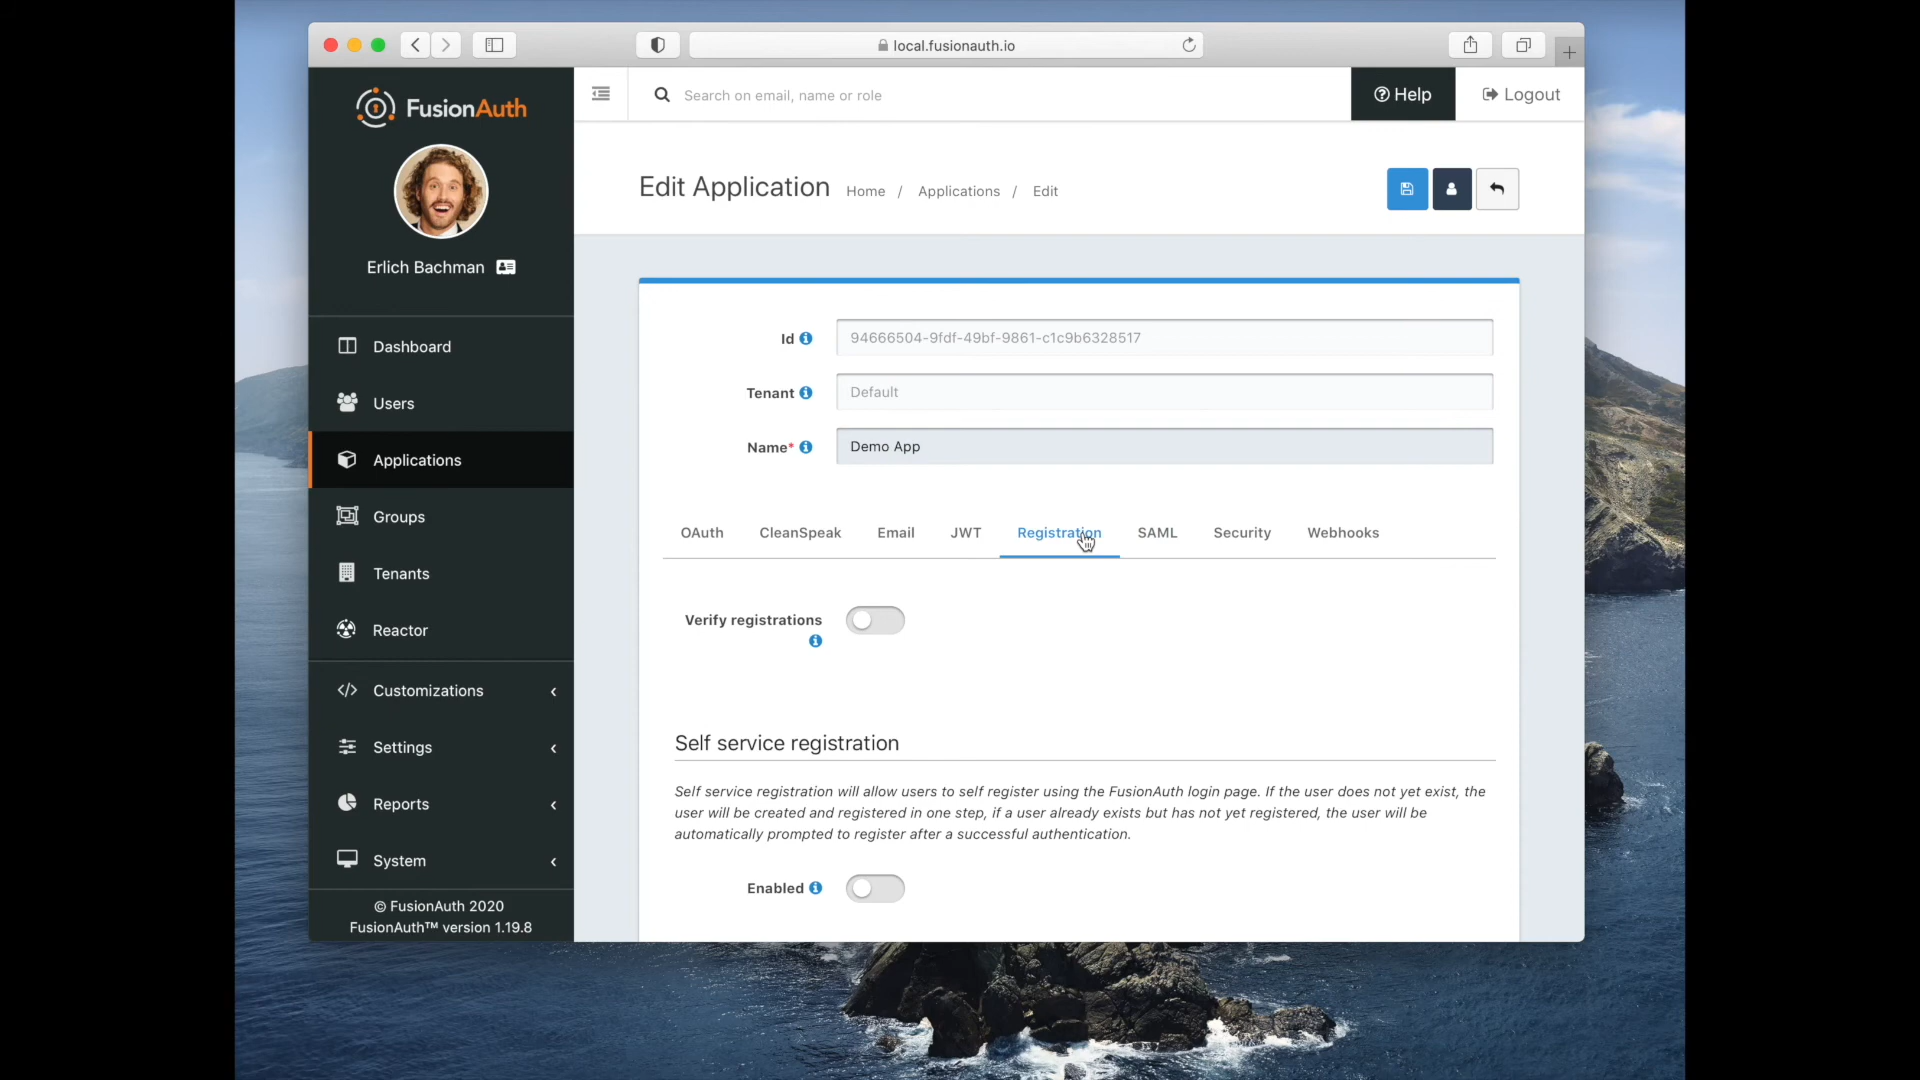 local.fusionauth.io
FusionAuth
Search on email, name or role
Help
Logout
Erlich Bachman
Edit Application
Home / Applications / Edit
Dashboard
Users
Applications
Groups
Tenants
Reactor
Customizations
Settings
Reports
System
© FusionAuth 2020
FusionAuth™ version 1.19.8
Id 94666504-9fdf-49bf-9861-c1c9b6328517
Tenant Default
Name* Demo App
OAuth CleanSpeak Email JWT Registration SAML Security Webhooks
Verify registrations
Self service registration
Self service registration will allow users to self register using the FusionAuth login page. If the user does not yet exist, the
user will be created and registered in one step, if a user already exists but has not yet registered, the user will be
automatically prompted to register after a successful authentication.
Enabled